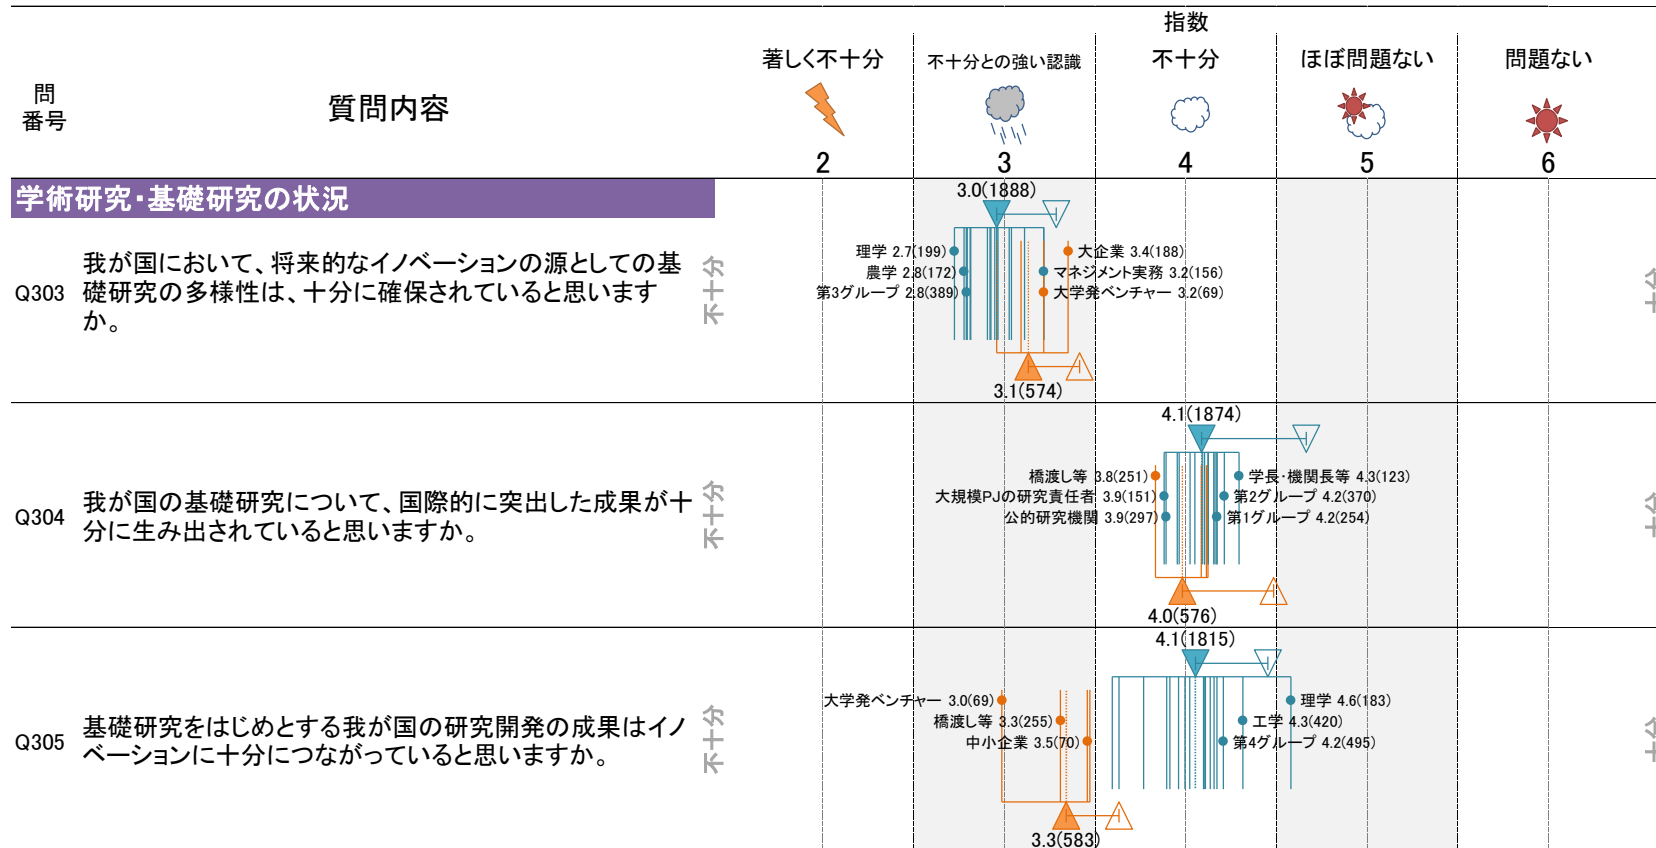 指数
著しく不十分
不十分との強い認識
不十分
ほぼ問題ない
問題ない
問
番号
質問内容
2
3
4
5
6
学術研究・基礎研究の状況
3.0(1888)
Q303
我が国において、将来的なイノベーションの源としての基
礎研究の多様性は、十分に確保されていると思います
か。
不十分
理学 2.7(199)
農学 2.8(172)
第3グループ 2.8(389)
大企業 3.4(188)
マネジメント実務 3.2(156)
大学発ベンチャー 3.2(69)
十分
3.1(574)
4.1(1874)
Q304
我が国の基礎研究について、国際的に突出した成果が十
分に生み出されていると思いますか。
不十分
橋渡し等 3.8(251)
大規模PJの研究責任者 3.9(151)
公的研究機関 3.9(297)
学長・機関長等 4.3(123)
第2グループ 4.2(370)
第1グループ 4.2(254)
十分
4.0(576)
4.1(1815)
Q305
基礎研究をはじめとする我が国の研究開発の成果はイノ
ベーションに十分につながっていると思いますか。
不十分
大学発ベンチャー 3.0(69)
橋渡し等 3.3(255)
中小企業 3.5(70)
理学 4.6(183)
工学 4.3(420)
第4グループ 4.2(495)
十分
3.3(583)